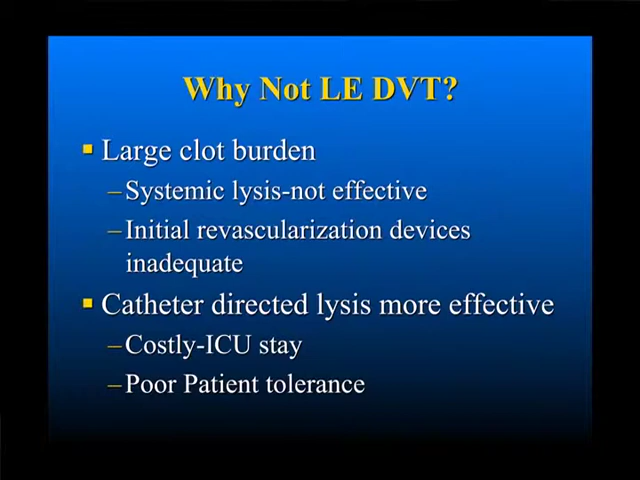 Why Not LE DVT?
Large clot burden
–Systemic lysis-not effective
–Initial revascularization devices
inadequate
Catheter directed lysis more effective
–Costly-ICU stay
–Poor Patient tolerance